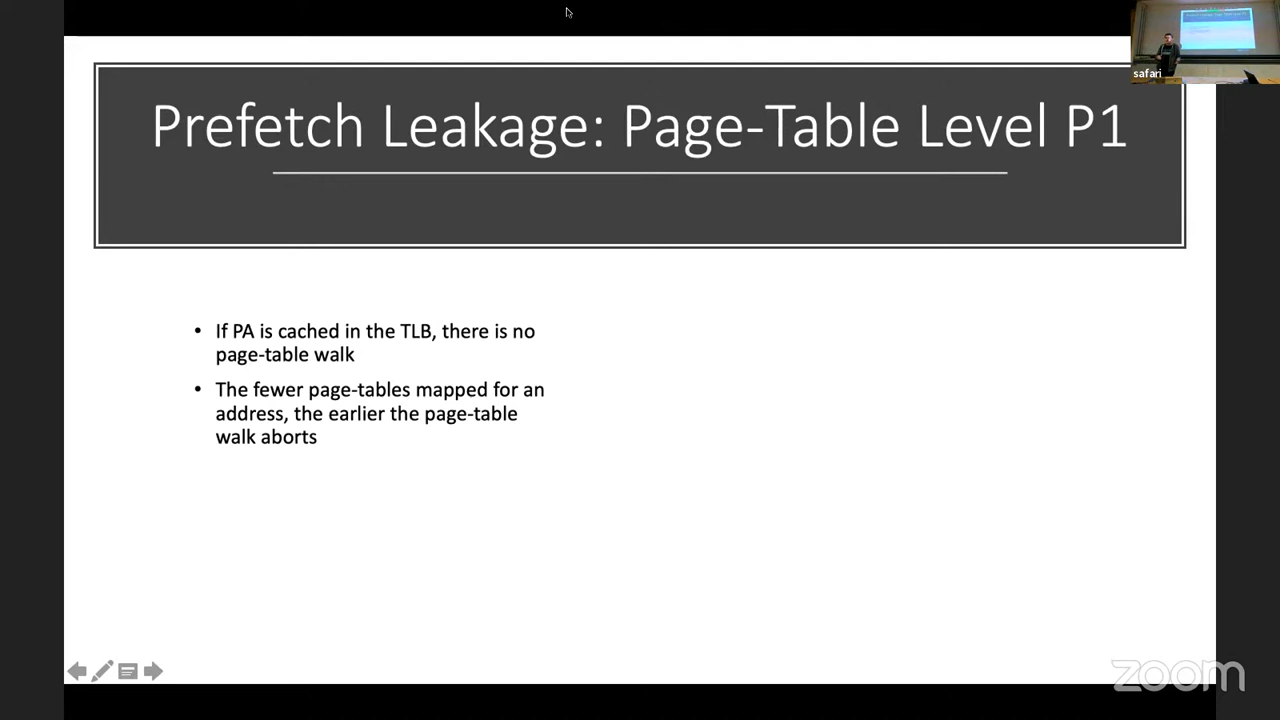 safari
Prefetch Leakage: Page-Table Level P1
• If PA is cached in the TLB, there is no
page-table walk
• The fewer page-tables mapped for an
address, the earlier the page-table
walk aborts
zoom